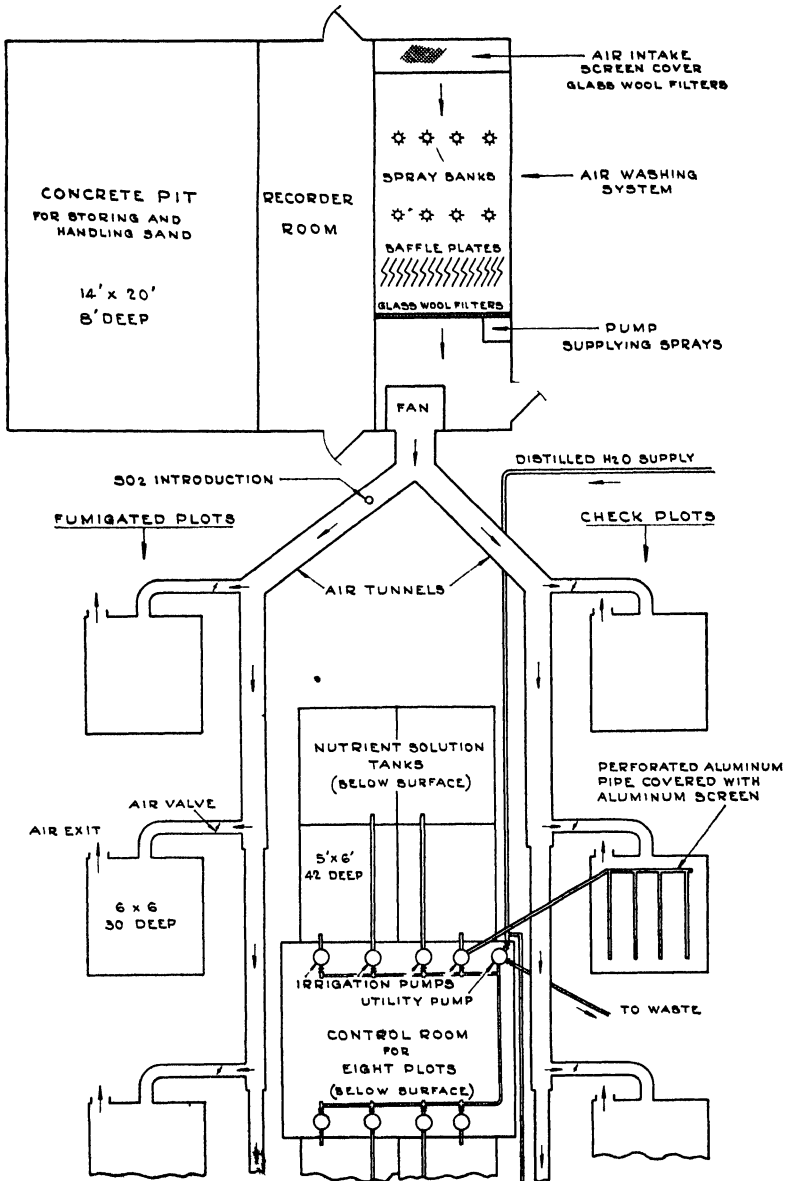 AIR INTAKE
SCREEN COVER
GLASS WOOL FILTERS
SPRAY BANKS
AIR WASHING
SYSTEM
CONCRETE PIT
FOR STORING AND
HANDLING SAND
14' x 20'
8' DEEP
RECORDER
ROOM
BAFFLE PLATES
GLASS WOOL FILTERS
PUMP
SUPPLYING SPRAYS
FAN
DISTILLED H2O SUPPLY
SO2 INTRODUCTION
FUMIGATED PLOTS
CHECK PLOTS
AIR TUNNELS
NUTRIENT SOLUTION
TANKS
(BELOW SURFACE)
PERFORATED ALUMINUM
PIPE COVERED WITH
ALUMINUM SCREEN
AIR VALVE
AIR EXIT
5'x6'
42 DEEP
6 x 6
30 DEEP
IRRIGATION PUMPS
UTILITY PUMP
TO WASTE
CONTROL ROOM
FOR
EIGHT PLOTS
(BELOW SURFACE)